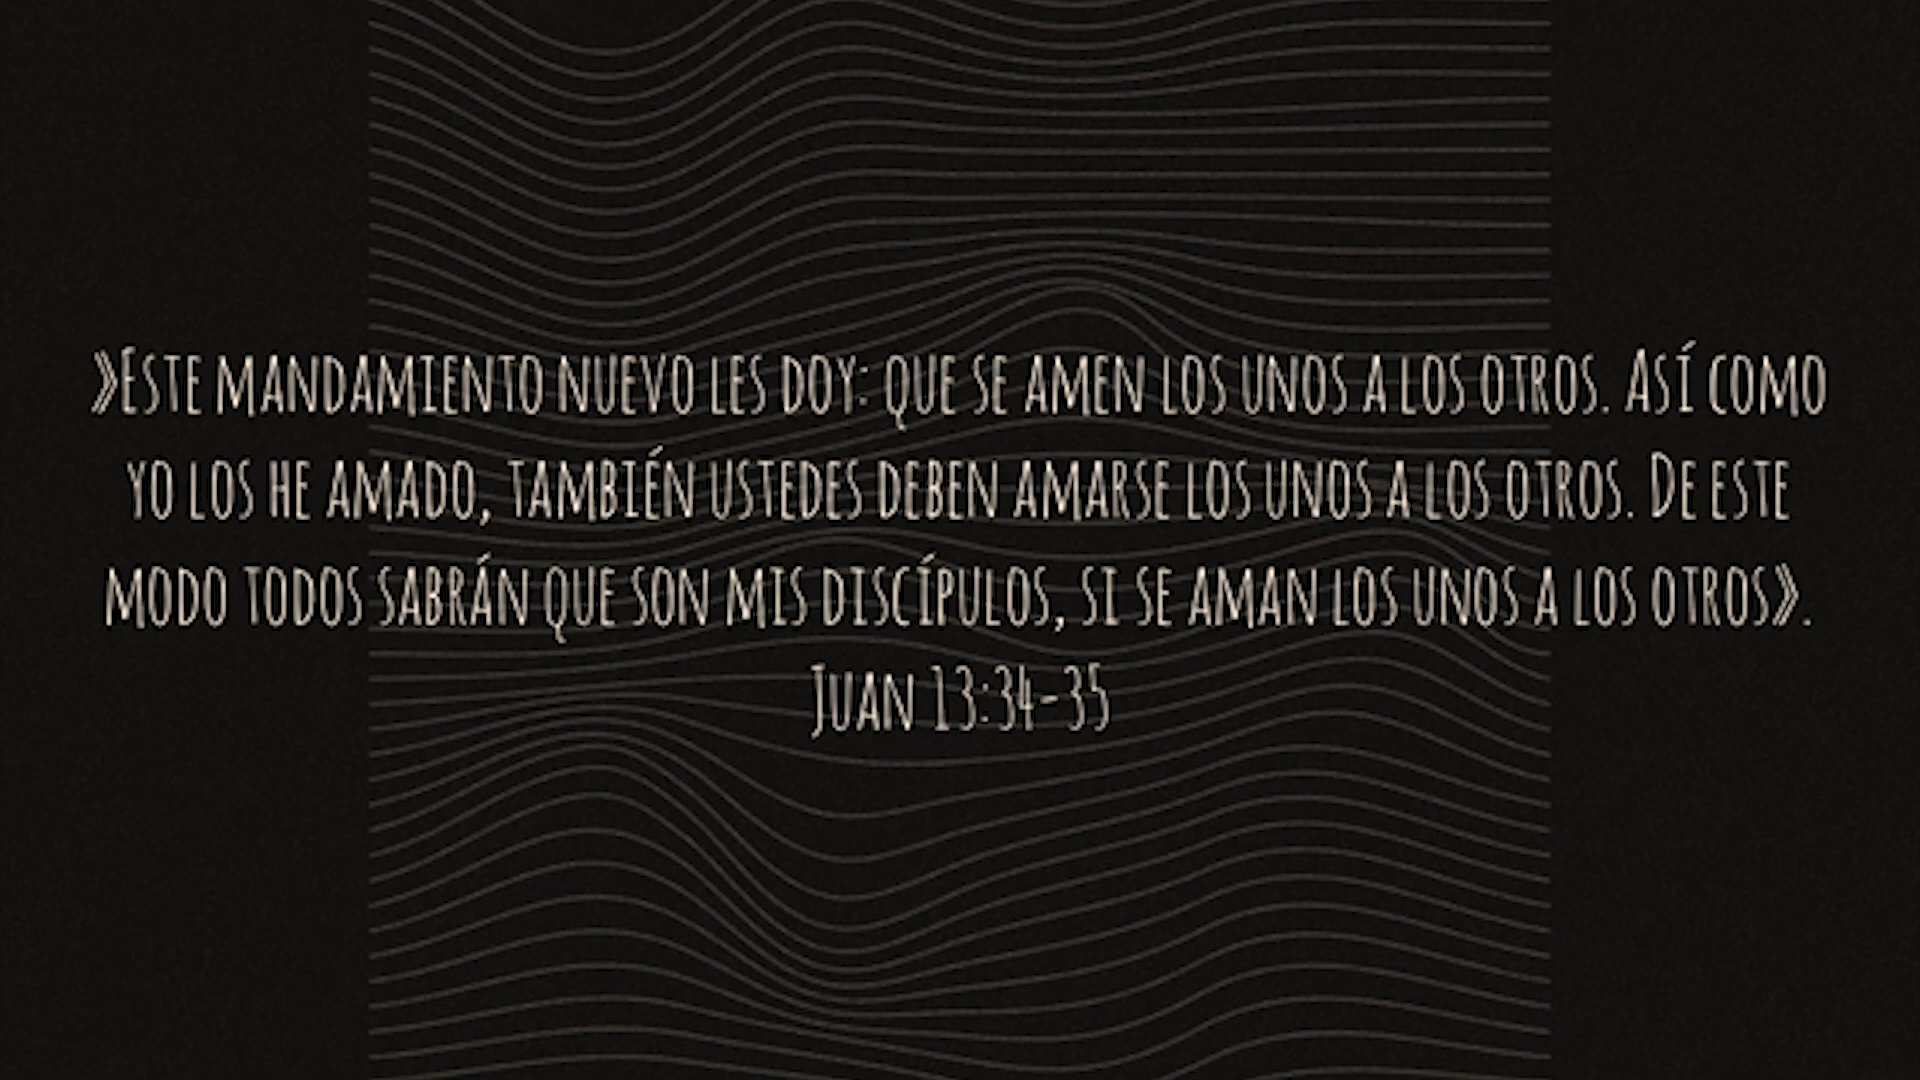 »Este mandamiento nuevo les doy: que se amen los unos a los otros. Así como
yo los he amado, también ustedes deben amarse los unos a los otros. De este
modo todos sabrán que son mis discípulos, si se aman los unos a los otros».
Juan 13:34-35